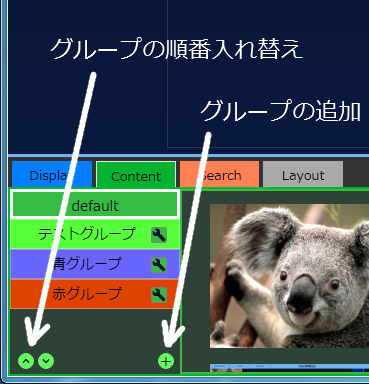 グループの順番入れ替え
グループの追加
Display
Content
Search
Layout
default
テストグループ
青グループ
赤グループ